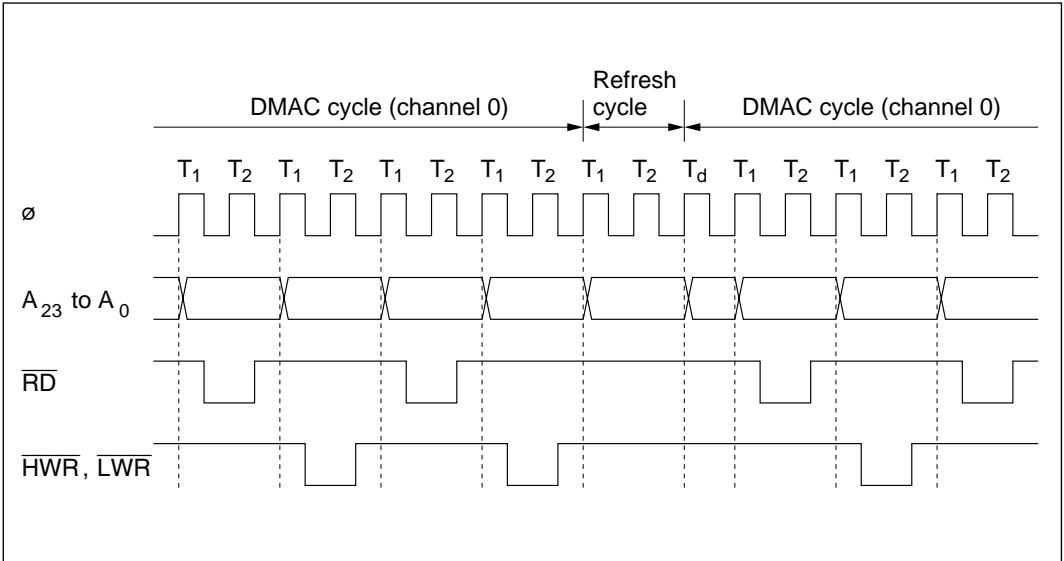 Refresh
DMAC cycle (channel 0) cycle DMAC cycle (channel 0)
T1 T2 T1 T2 T1 T2 T1 T2 T1 T2 Td T1 T2 T1 T2 T1 T2
ø
A23 to A0
RD
HWR, LWR